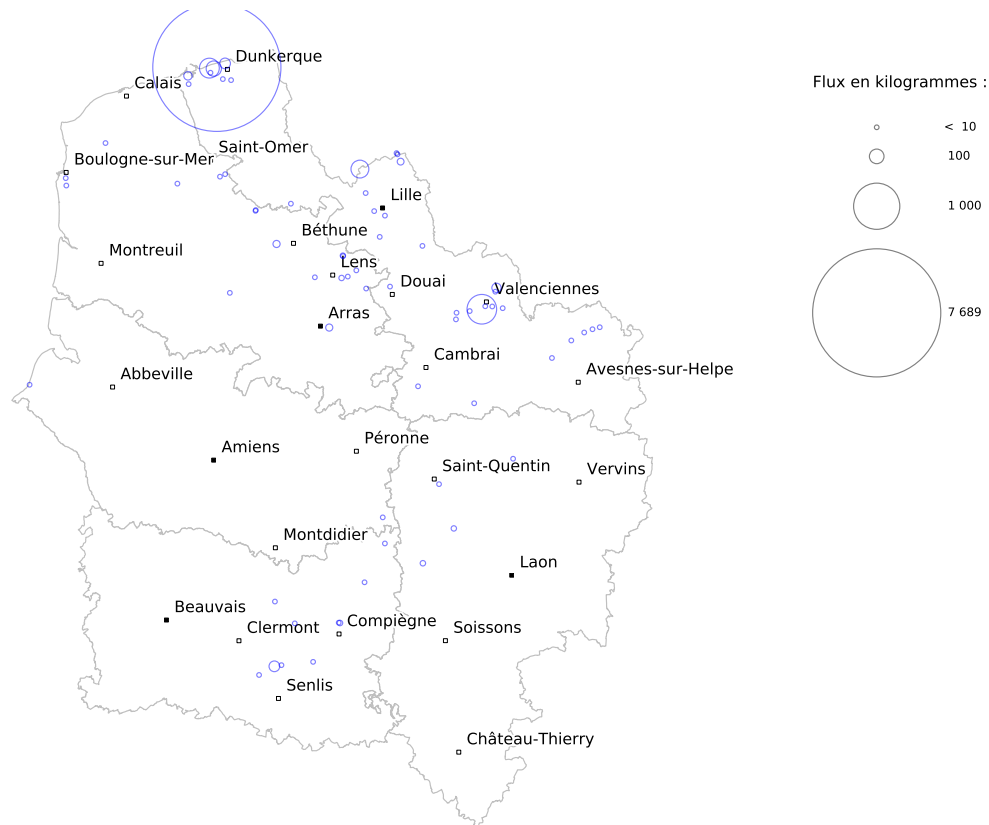 Dunkerque
Calais
Flux en kilogrammes :
< 10
Saint-Omer
100
Boulogne-sur-Mer
Lille
1 000
Béthune
Montreuil
Lens
Douai
Valenciennes
Arras
7 689
Cambrai
Abbeville
Avesnes-sur-Helpe
Péronne
Amiens
Saint-Quentin
Vervins
Montdidier
Laon
Beauvais
Compiègne
Clermont
Soissons
Senlis
Château-Thierry